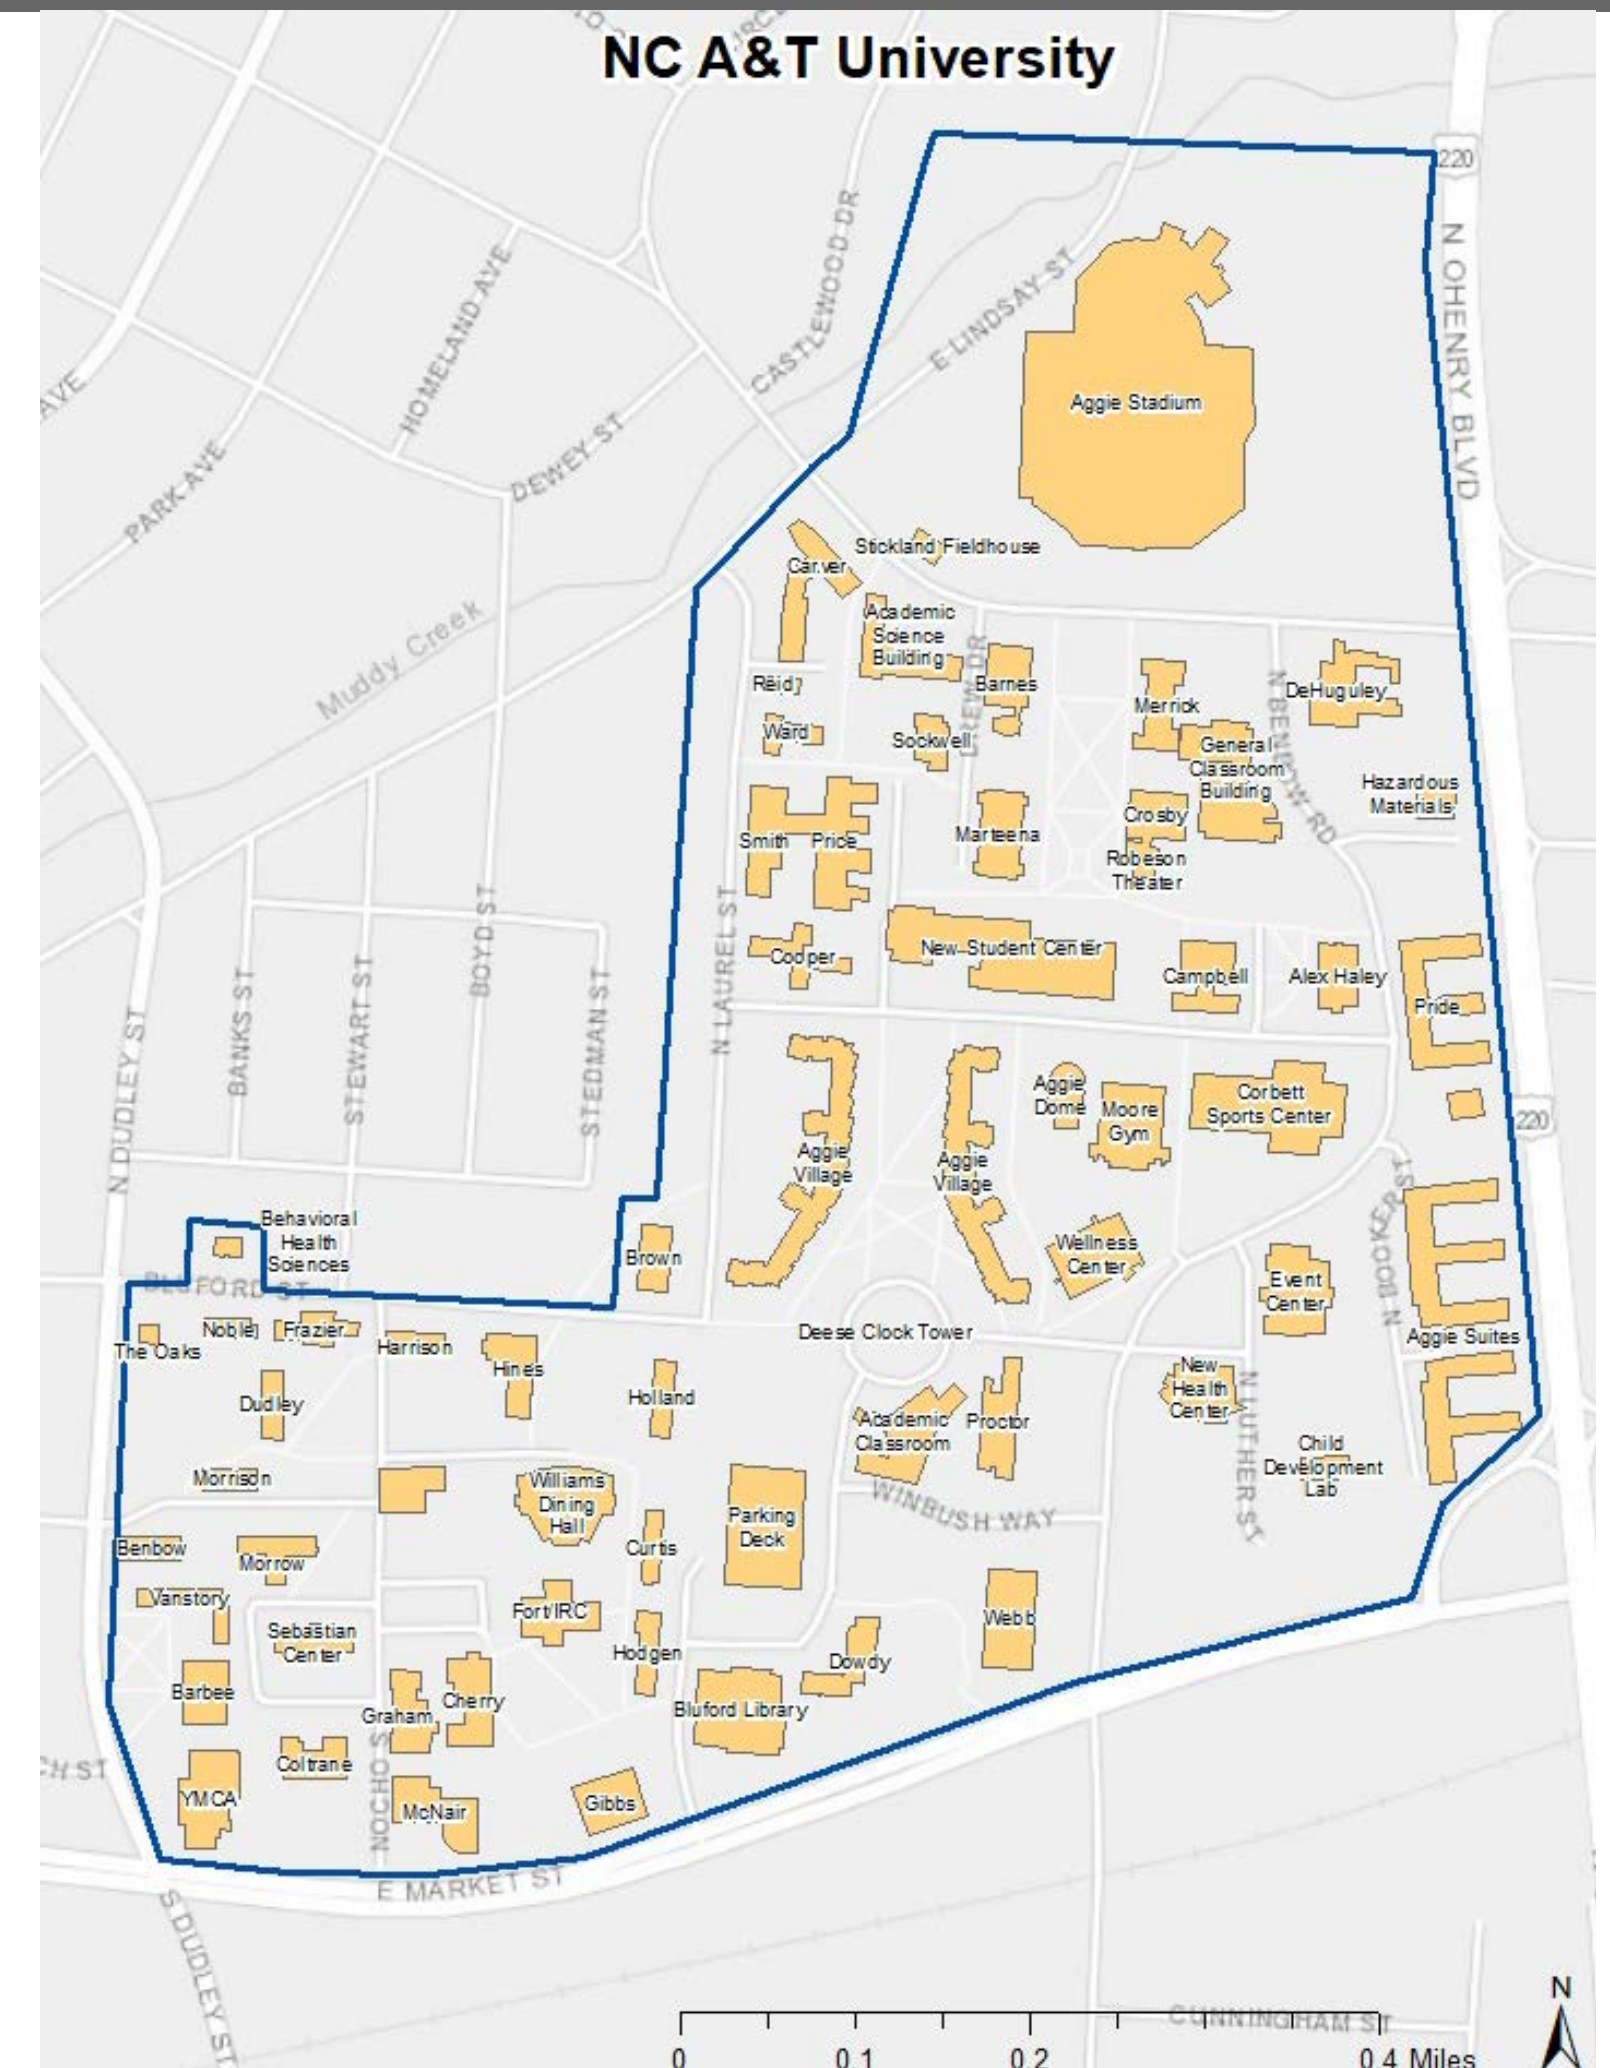 NC A&T University
220
N OHENRY BLVD
CASTLEWOOD DR
E LINDSAY ST
HOMELAND AVE
AVE
PARK AVE
DEWEY ST
Aggie Stadium
Muddy Creek
Stickland Fieldhouse
Carver
Academic
Science
Building
Reid
Barnes
DREW DR
Merrick
DeHuguley
N BENBOW RD
Ward
Sockwell
General
Classroom
Building
Hazardous
Materials
Smith
Price
Marteena
Crosby
Robeson
Theater
N LAUREL ST
Cooper
New Student Center
Campbell
Alex Haley
Pride
N DUDLEY ST
BANKS ST
STEWART ST
BOYD ST
STEDMAN ST
Aggie
Village
Aggie
Village
Aggie
Dome
Moore
Gym
Corbett
Sports Center
220
N BOOKER ST
Behavioral
Health
Sciences
BLUFORD ST
Brown
Wellness
Center
Event
Center
Aggie Suites
The Oaks
Noble
Frazier
Harrison
Hines
Deese Clock Tower
Dudley
Holland
Academic
Classroom
Proctor
New
Health
Center
N LUTHER ST
Child
Development
Lab
Morrison
Williams
Dining
Hall
Parking
Deck
WINBUSH WAY
Benbow
Morrow
Curtis
Vanstory
Sebastian
Center
Fort/IRC
Hodgen
Dowdy
Webb
Barbee
Graham
Cherry
Bluford Library
CH ST
Coltrane
NOCHO S
YMCA
McNair
Gibbs
E MARKET ST
S DUDLEY ST
CUNNINGHAM ST
N
0 0.1 0.2 0.4 Miles